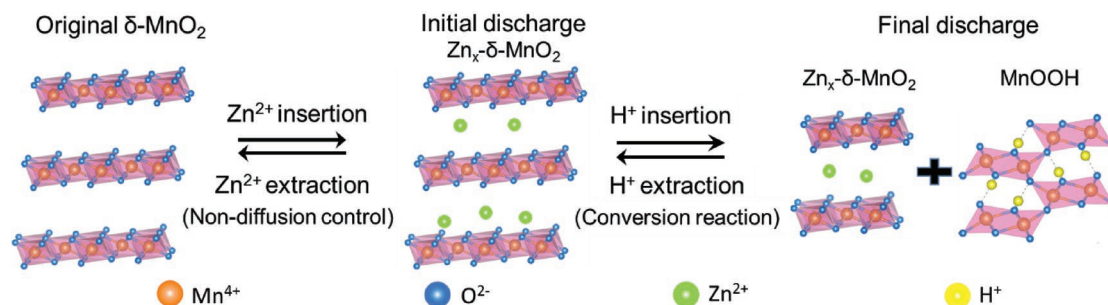 Original δ-MnO₂
Initial discharge
Znₓ-δ-MnO₂
Final discharge
Znₓ-δ-MnO₂
MnOOH
Zn²⁺ insertion
Zn²⁺ extraction
(Non-diffusion control)
H⁺ insertion
H⁺ extraction
(Conversion reaction)
Mn⁴⁺
O²⁻
Zn²⁺
H⁺